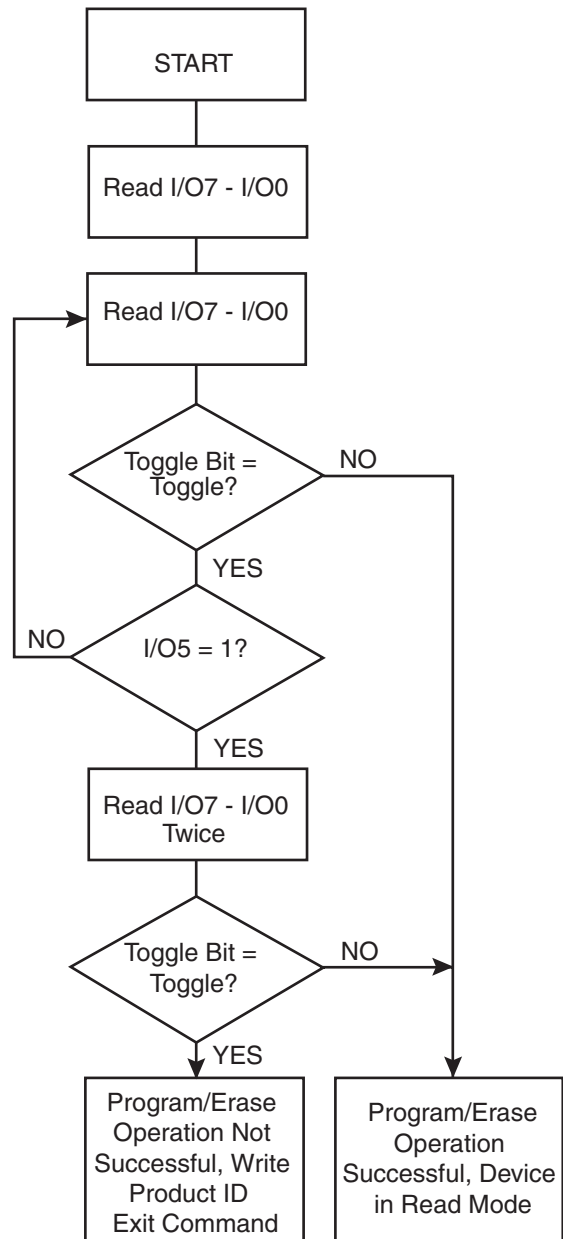 START
Read I/O7 - I/O0
Read I/O7 - I/O0
Toggle Bit =
Toggle?
NO
YES
NO
I/O5 = 1?
YES
Read I/O7 - I/O0
Twice
Toggle Bit =
Toggle?
NO
YES
Program/Erase
Operation Not
Successful, Write
Product ID
Exit Command
Program/Erase
Operation
Successful, Device
in Read Mode